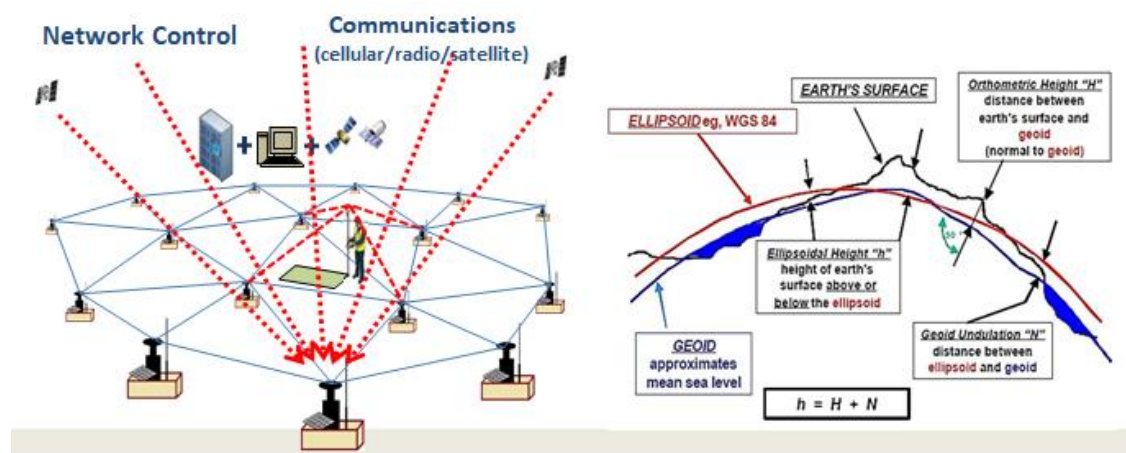 Network Control
Communications
(cellular/radio/satellite)
+
+
EARTH'S SURFACE
Orthometric Height "H"
distance between
earth's surface and
geoid
(normal to geoid)
ELLIPSOID eg, WGS 84
90°
Ellipsoidal Height "h"
height of earth's
surface above or
below the ellipsoid
GEOID
approximates
mean sea level
Geoid Undulation "N"
distance between
ellipsoid and geoid
h = H + N